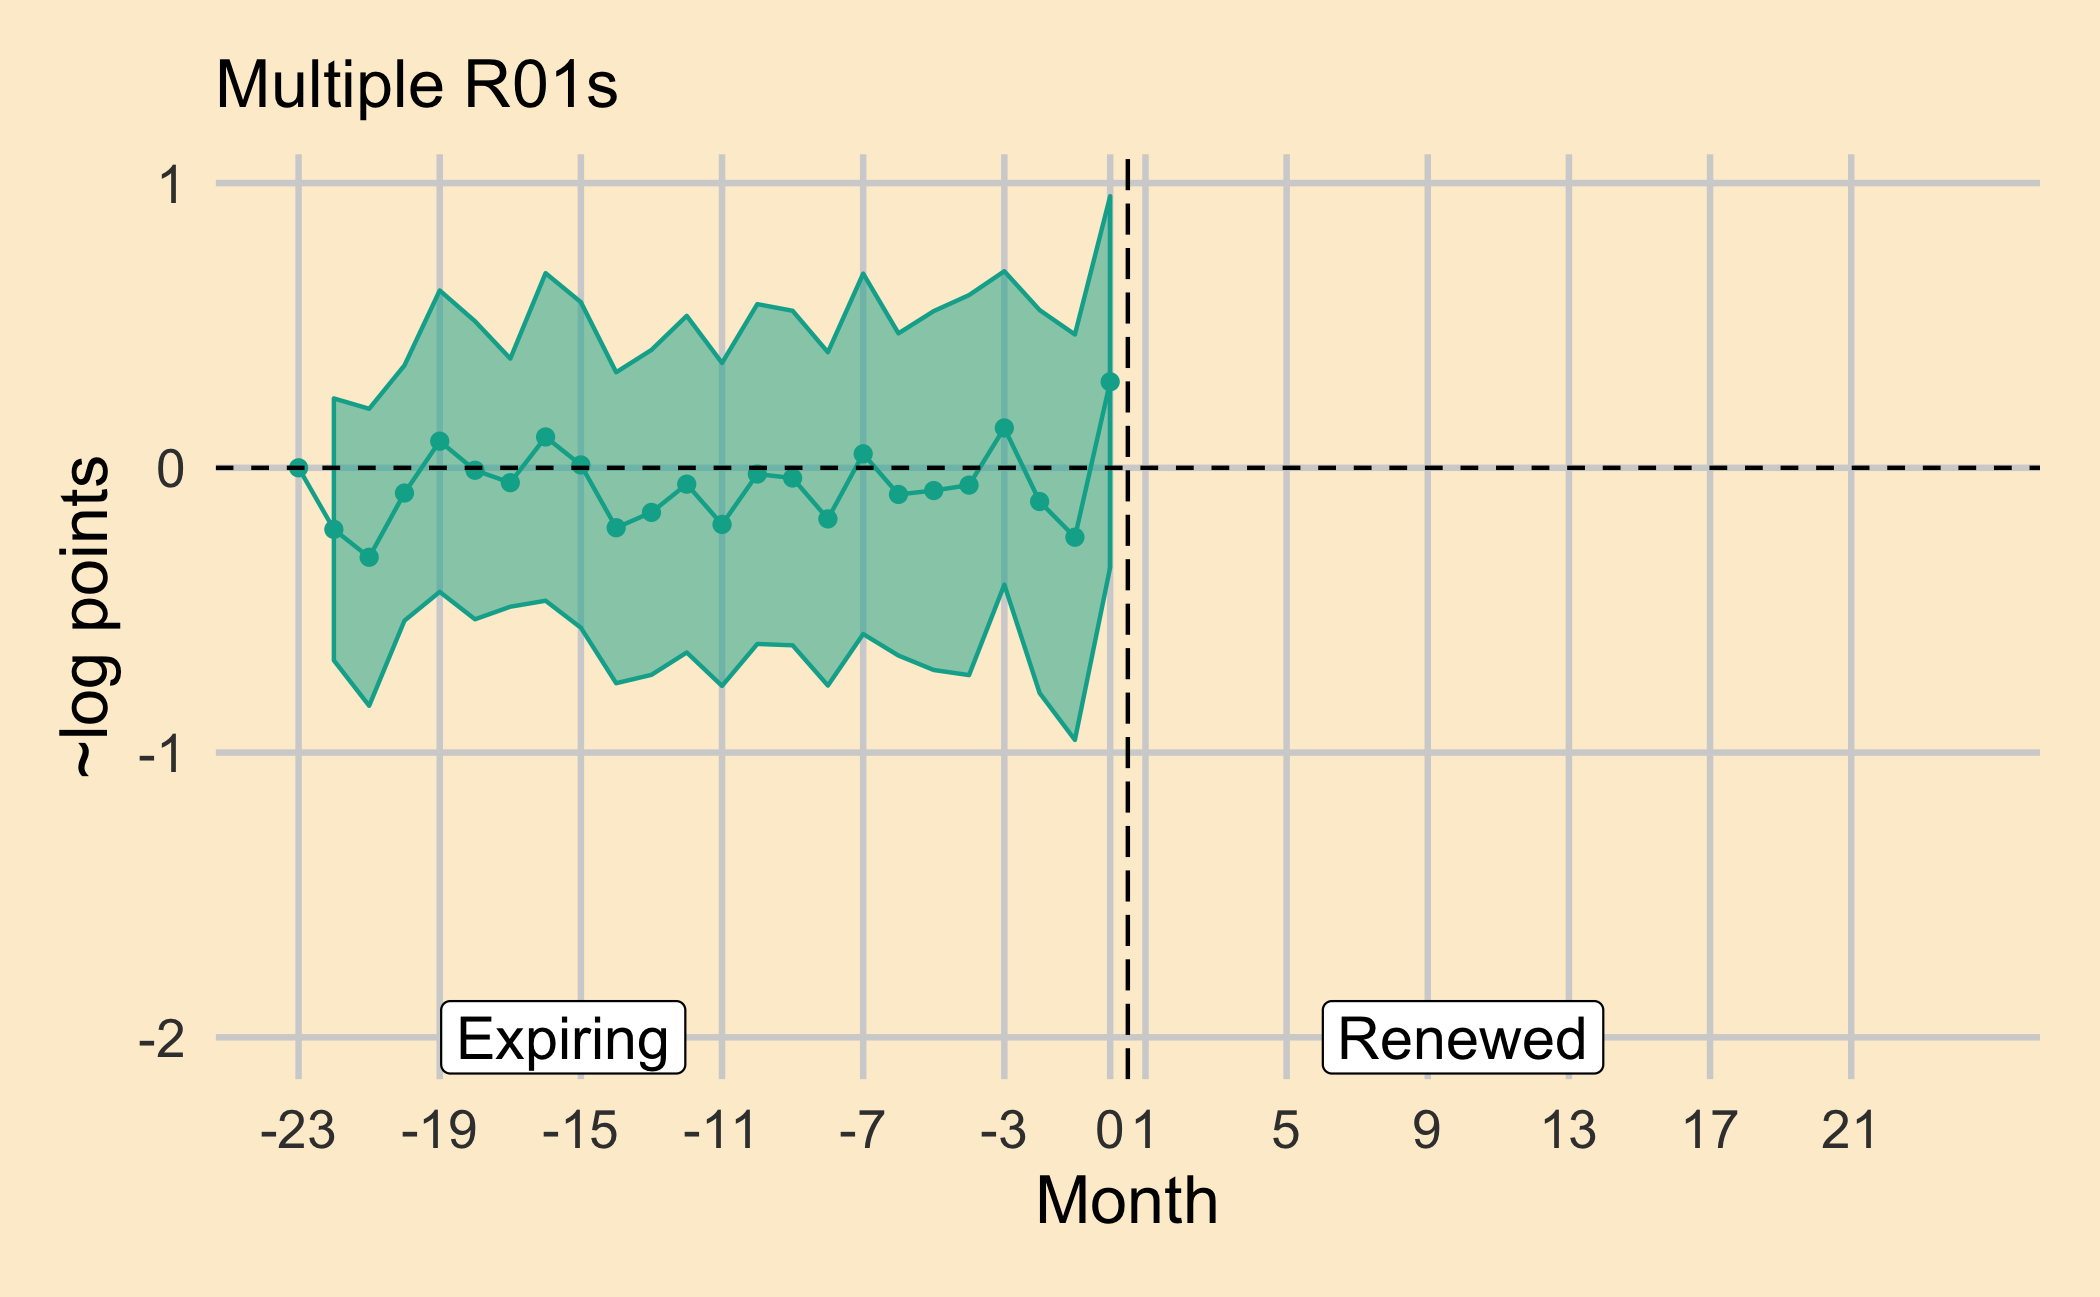 Multiple R01s
1
0
-1
-2
~log points
Expiring
Renewed
-23 -19 -15 -11 -7 -3 0 1 5 9 13 17 21
Month